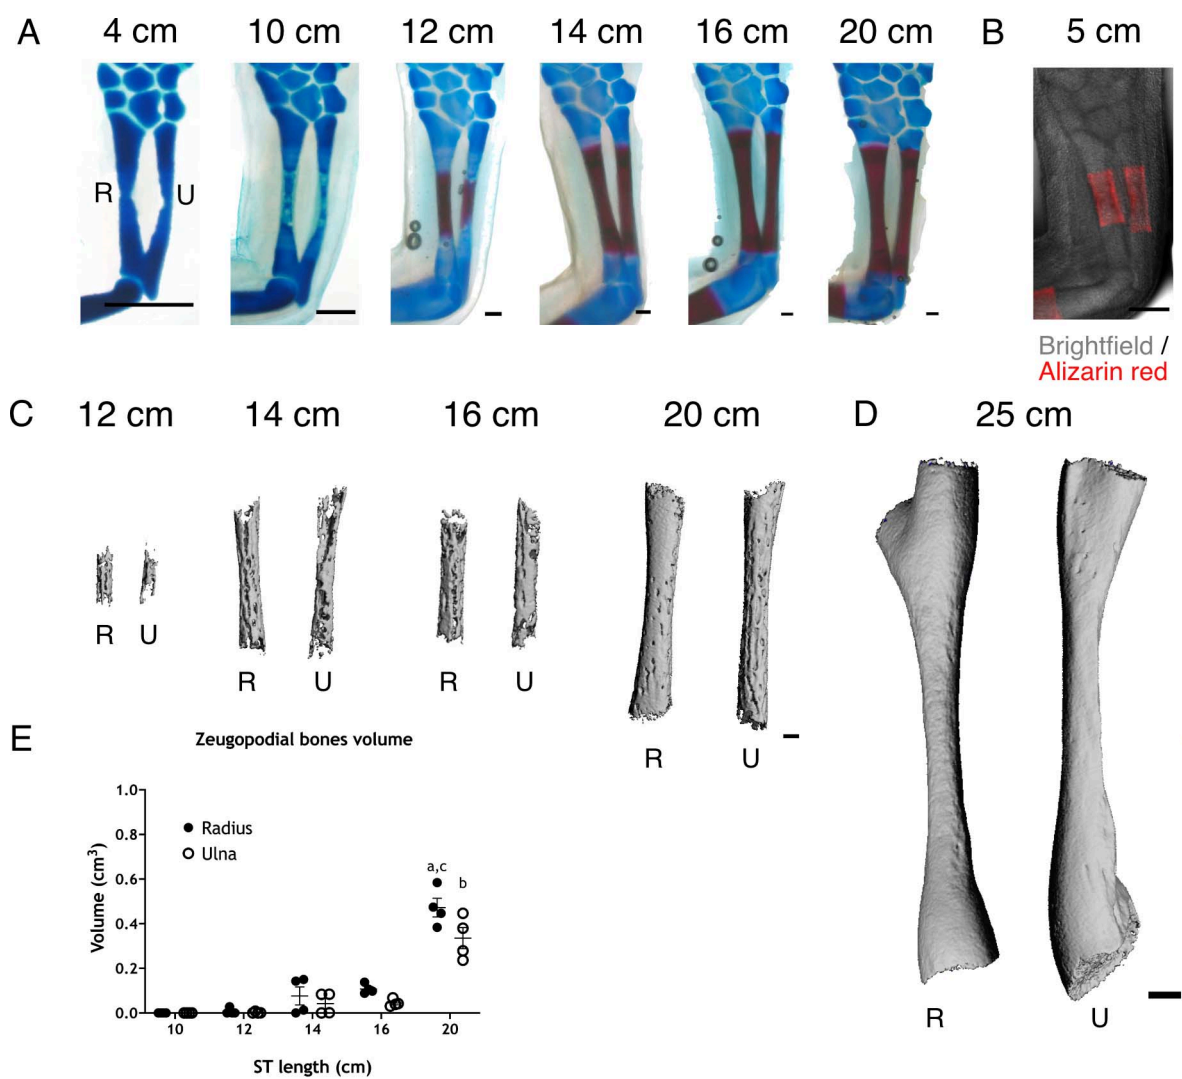 A
4 cm
10 cm
12 cm
14 cm
16 cm
20 cm
B
5 cm
R
U
Brightfield /
Alizarin red
C
12 cm
14 cm
16 cm
20 cm
D
25 cm
R
U
R
U
R
U
R
U
R
U
E
Zeugopodial bones volume
1.0
0.8
0.6
0.4
0.2
0.0
Volume (cm³)
Radius
Ulna
a,c
b
10
12
14
16
20
ST length (cm)